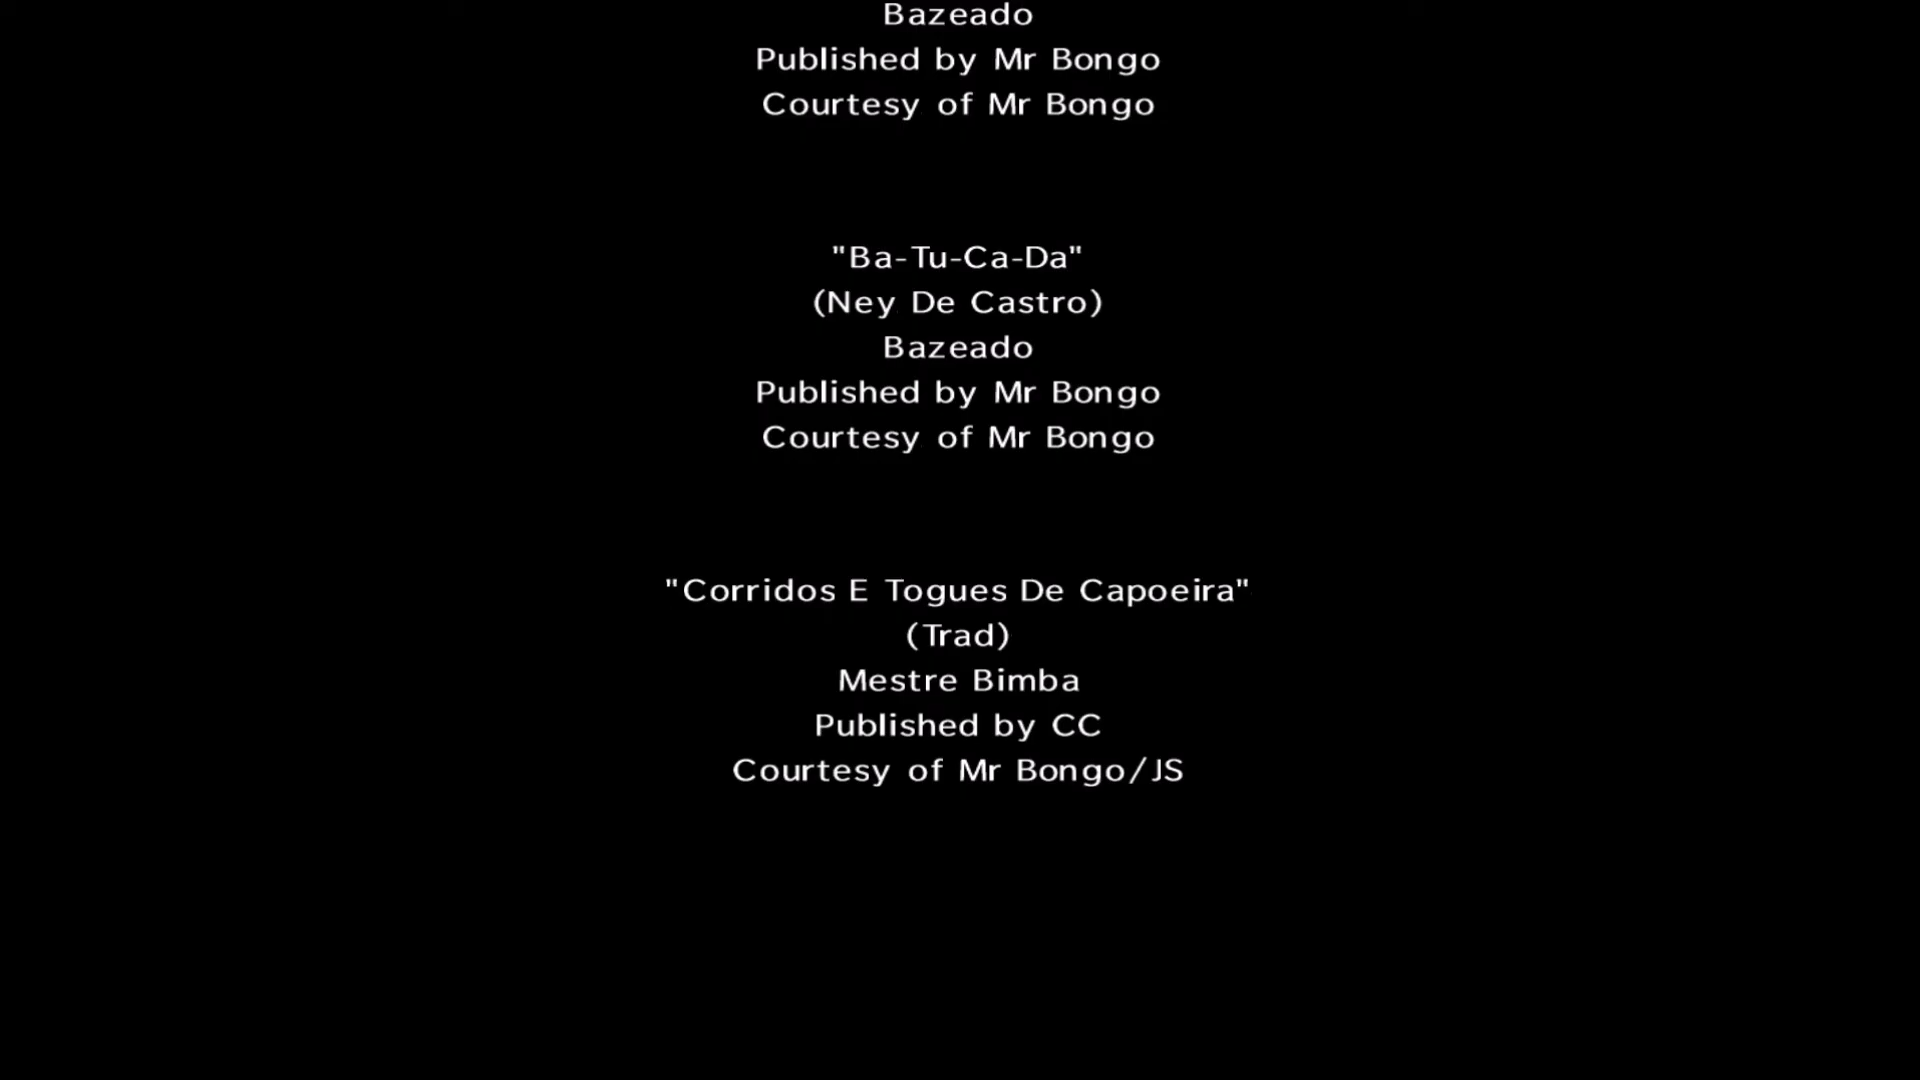 Bazeado
Published by Mr Bongo
Courtesy of Mr Bongo
"Ba-Tu-Ca-Da"
(Ney De Castro)
Bazeado
Published by Mr Bongo
Courtesy of Mr Bongo
"Corridos E Togues De Capoeira"
(Trad)
Mestre Bimba
Published by CC
Courtesy of Mr Bongo/JS